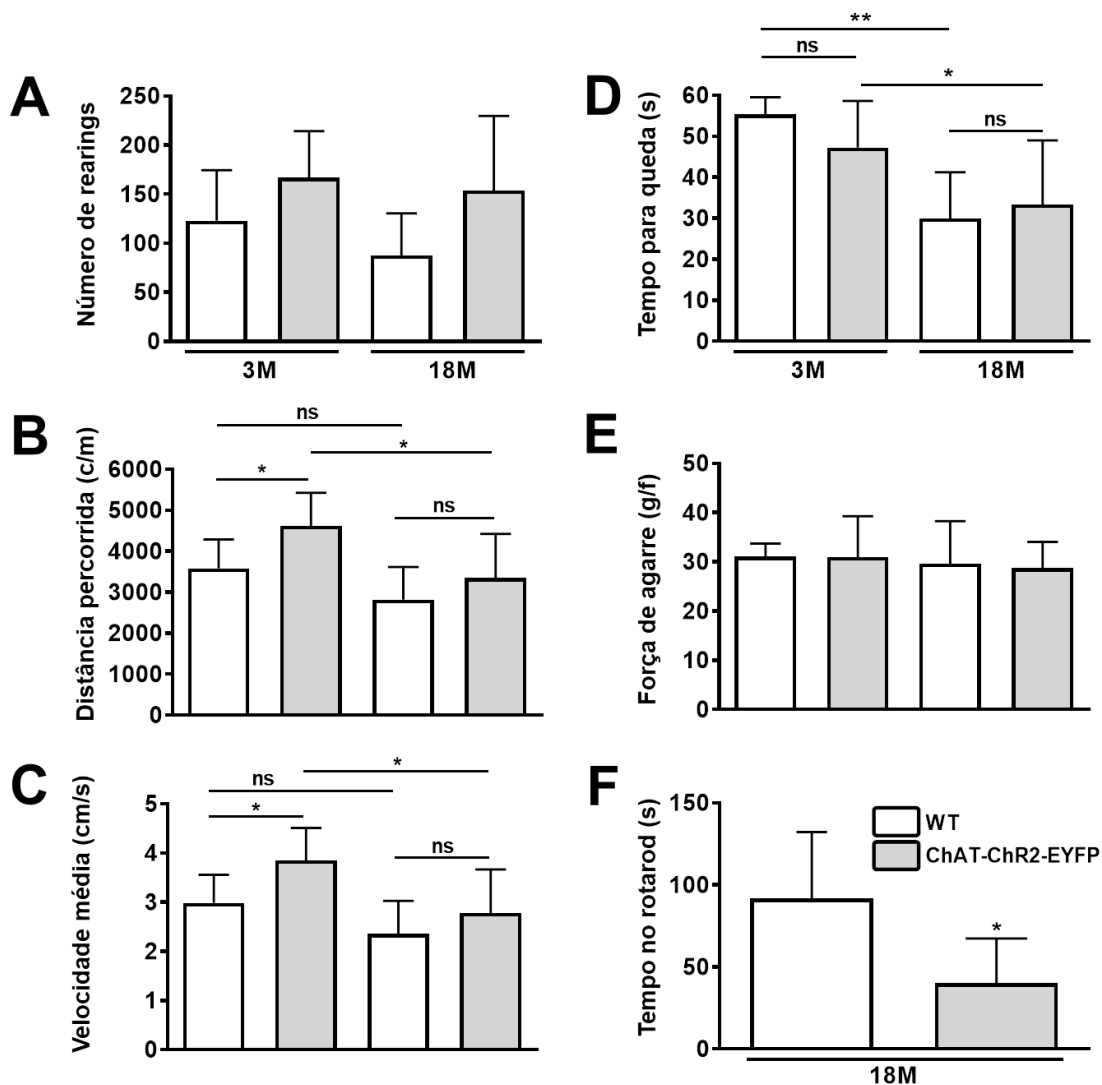 A
Número de rearings
250
200
150
100
50
0
3M
18M
B
Distância percorrida (c/m)
6000
5000
4000
3000
2000
1000
0
ns
*
*
ns
C
Velocidade média (cm/s)
5
4
3
2
1
0
ns
*
*
ns
D
Tempo para queda (s)
60
50
40
30
20
10
0
**
ns
*
ns
3M
18M
E
Força de agarre (g/f)
50
40
30
20
10
0
F
Tempo no rotarod (s)
150
100
50
0
WT
ChAT-ChR2-EYFP
*
18M